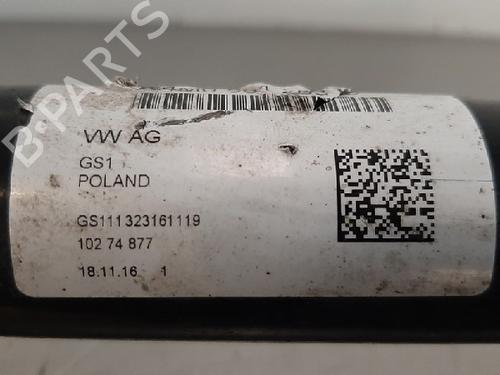 VW AG
GS1
POLAND
GS111323161119
102 74 877
18.11.16 1
B-PARTS